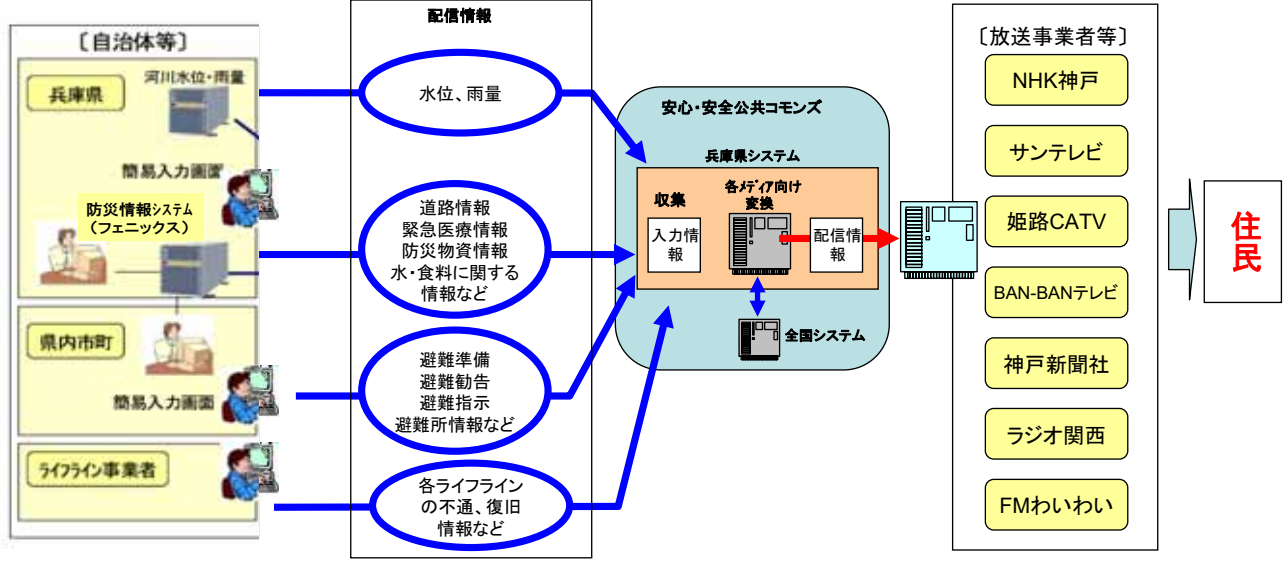 〔自治体等〕
兵庫県
河川水位・雨量
簡易入力画面
防災情報システム
(フェニックス)
県内市町
簡易入力画面
ライフライン事業者
配信情報
水位、雨量
道路情報
緊急医療情報
防災物資情報
水・食料に関する
情報など
避難準備
避難勧告
避難指示
避難所情報など
各ライフライン
の不通、復旧
情報など
安心・安全公共コモンズ
兵庫県システム
収集
入力情
報
各メディア向け
変換
配信情
報
全国システム
〔放送事業者等〕
NHK神戸
サンテレビ
姫路CATV
BAN-BANテレビ
神戸新聞社
ラジオ関西
FMわいわい
住
民